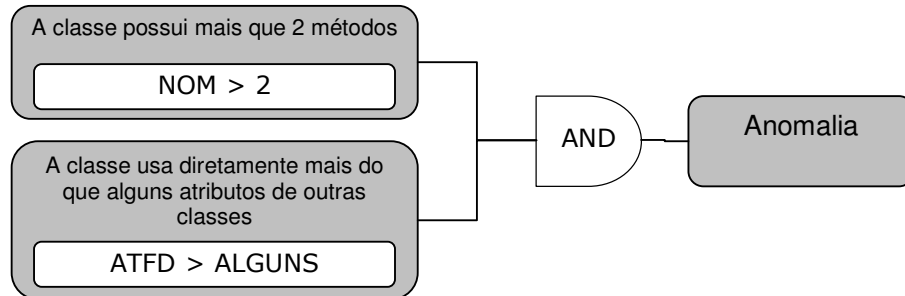 A classe possui mais que 2 métodos
NOM > 2
A classe usa diretamente mais do
que alguns atributos de outras
classes
ATFD > ALGUNS
AND
Anomalia